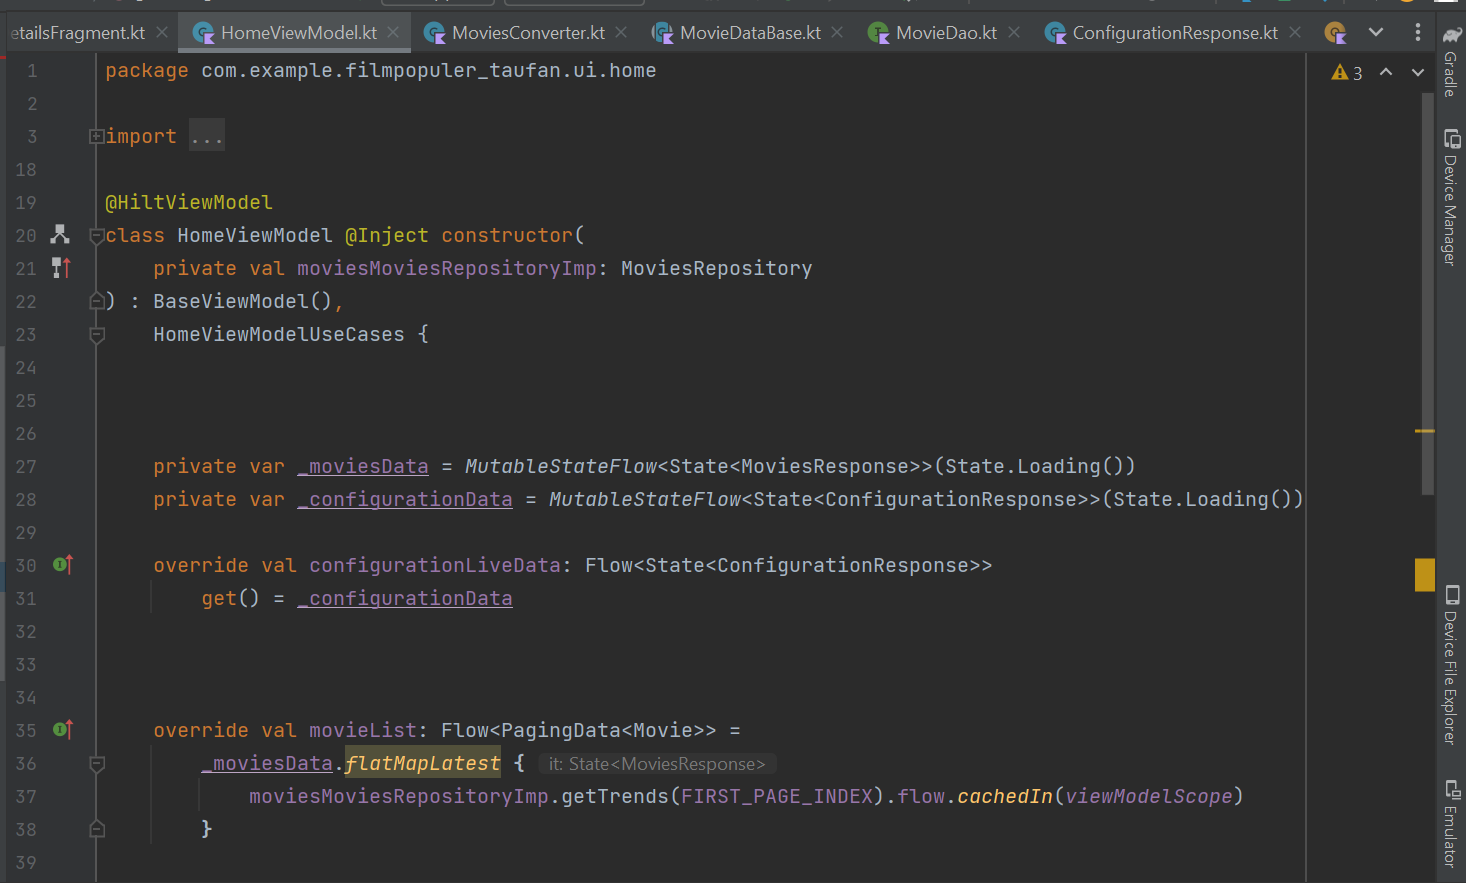 etailsFragment.kt HomeViewModel.kt MoviesConverter.kt MovieDataBase.kt MovieDao.kt ConfigurationResponse.kt
1 package com.example.filmpopuler_taufan.ui.home
3
2
3 import ...
18
19 @HiltViewModel
20 class HomeViewModel @Inject constructor(
21 private val moviesMoviesRepositoryImp: MoviesRepository
22 ) : BaseViewModel(),
23 HomeViewModelUseCases {
24
25
26
27 private var _moviesData = MutableStateFlow<State<MoviesResponse>>(State.Loading())
28 private var _configurationData = MutableStateFlow<State<ConfigurationResponse>>(State.Loading())
29
30 override val configurationLiveData: Flow<State<ConfigurationResponse>>
31 get() = _configurationData
32
33
34
35 override val movieList: Flow<PagingData<Movie>> =
36 _moviesData.flatMapLatest { it: State<MoviesResponse>
37 moviesMoviesRepositoryImp.getTrends(FIRST_PAGE_INDEX).flow.cachedIn(viewModelScope)
38 }
39
Gradle
Device Manager
Device File Explorer
Emulator